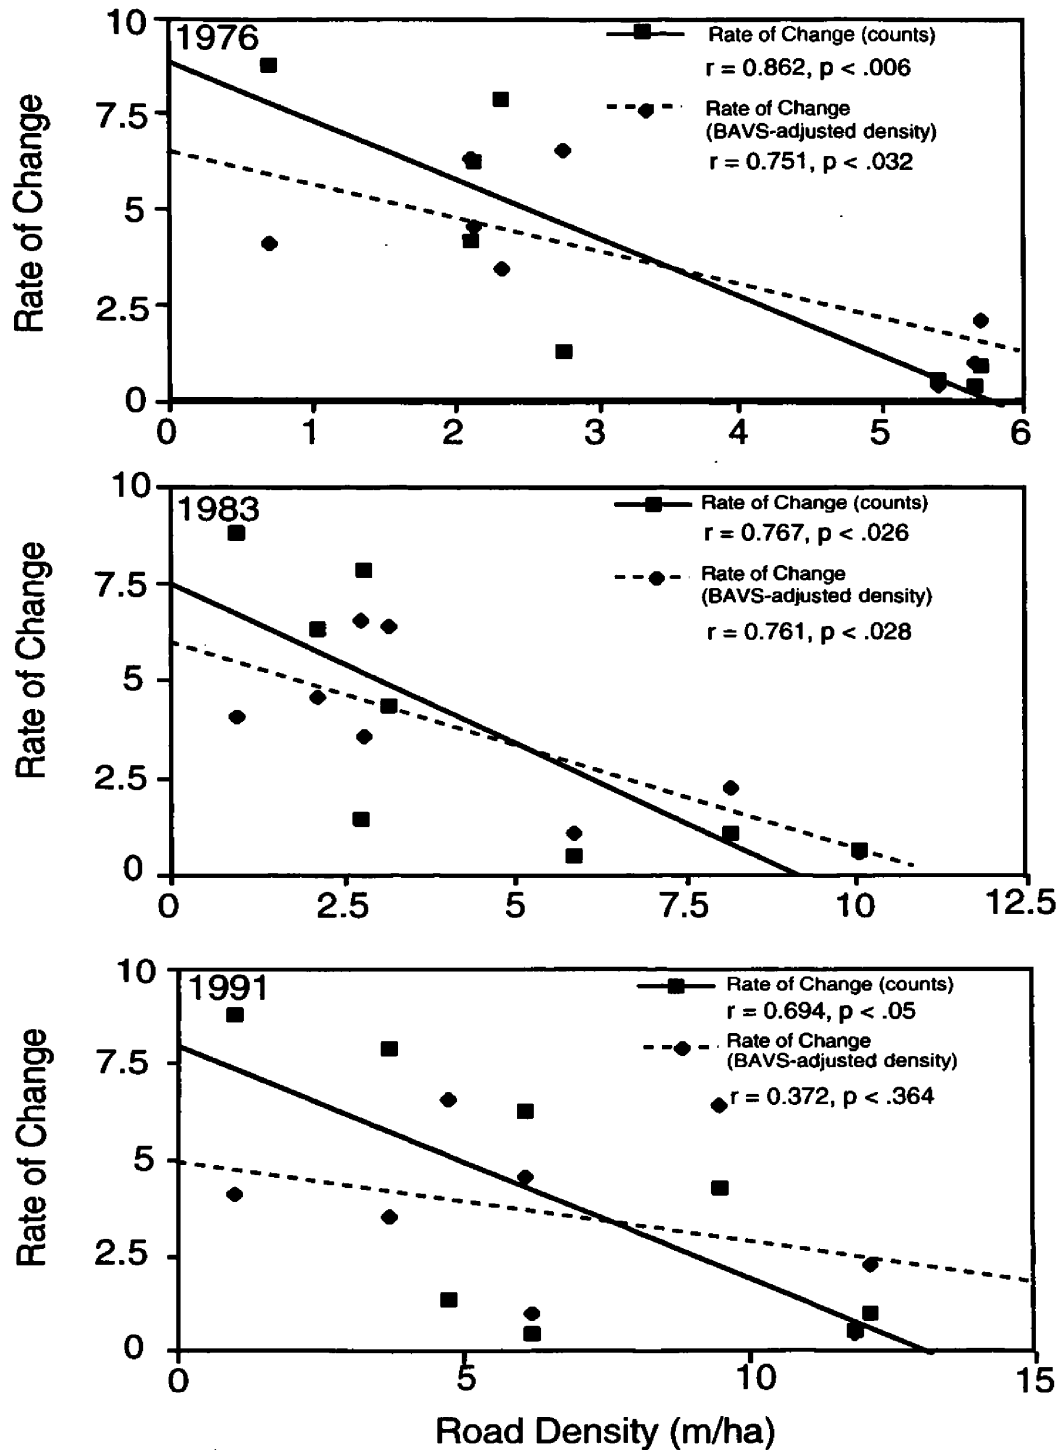 10
1976
Rate of Change (counts)
r = 0.862, p < .006
7.5
Rate of Change
(BAVS-adjusted density)
r = 0.751, p < .032
5
2.5
0
0 1 2 3 4 5 6
Rate of Change
10
1983
Rate of Change (counts)
r = 0.767, p < .026
7.5
Rate of Change
(BAVS-adjusted density)
r = 0.761, p < .028
5
2.5
0
0 2.5 5 7.5 10 12.5
Rate of Change
10
1991
Rate of Change (counts)
r = 0.694, p < .05
7.5
Rate of Change
(BAVS-adjusted density)
r = 0.372, p < .364
5
2.5
0
0 5 10 15
Rate of Change
Road Density (m/ha)